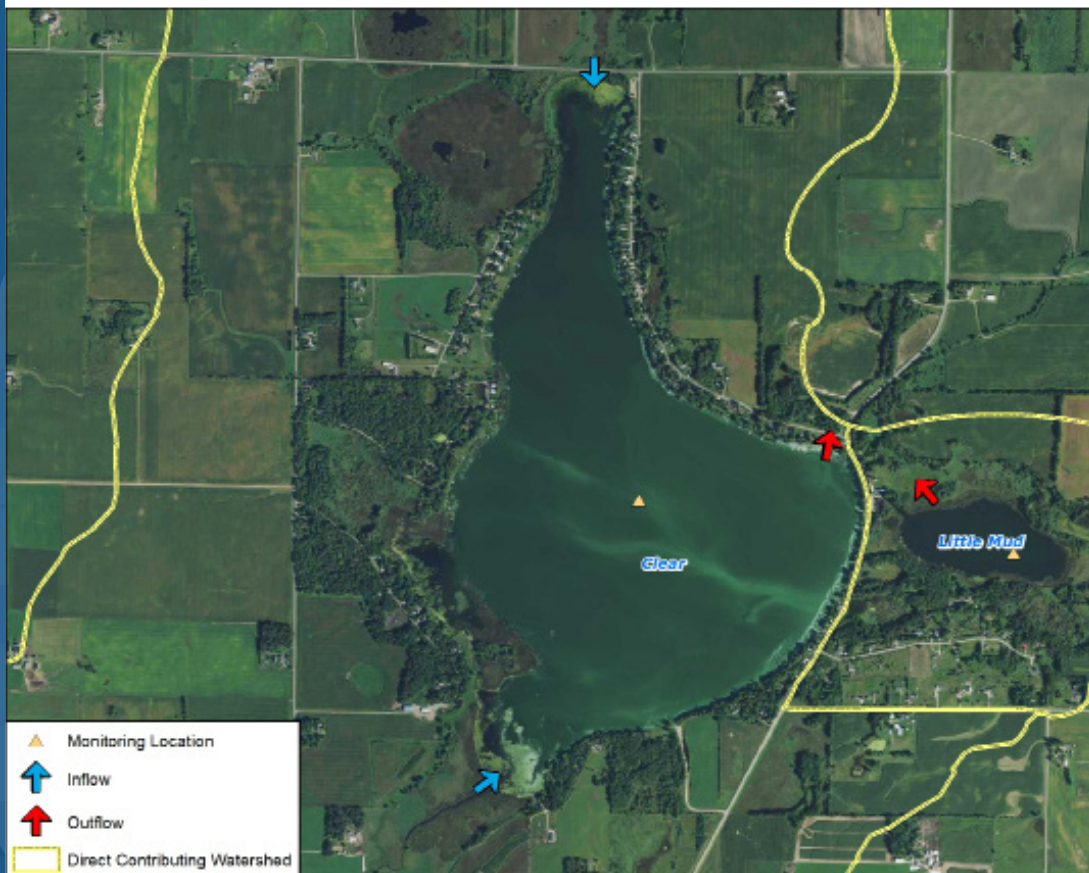 Little Mud
Clear
Monitoring Location
Inflow
Outflow
Direct Contributing Watershed